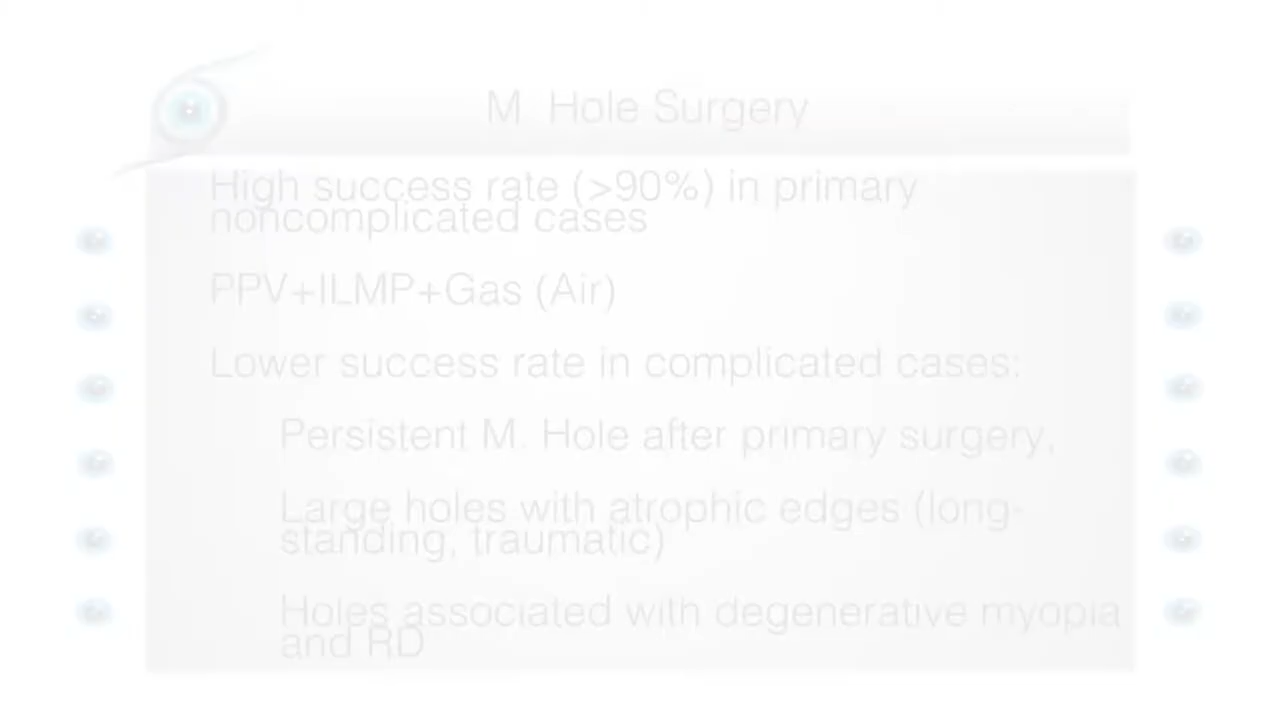 M. Hole Surgery
High success rate (>90%) in primary
noncomplicated cases
PPV+ILMP+Gas (Air)
Lower success rate in complicated cases:
Persistent M. Hole after primary surgery,
Large holes with atrophic edges (long-
standing, traumatic)
Holes associated with degenerative myopia
and RD